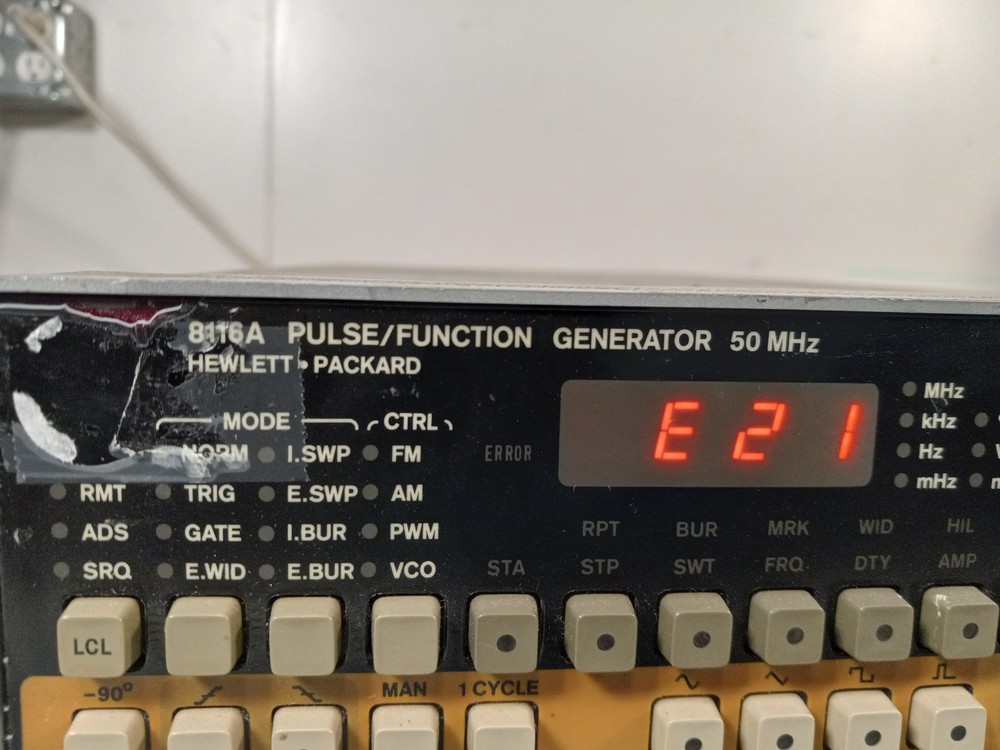 8116A PULSE/FUNCTION GENERATOR 50 MHz
HEWLETT • PACKARD
E21
MODE CTRL
NORM I.SWP FM
ERROR
RMT TRIG E.SWP AM
ADS GATE I.BUR PWM
SRQ E.WID E.BUR VCO
MHz
kHz
Hz
mHz
RPT BUR MRK WID HIL
STA STP SWT FRQ DTY AMP
LCL
-90° MAN 1 CYCLE